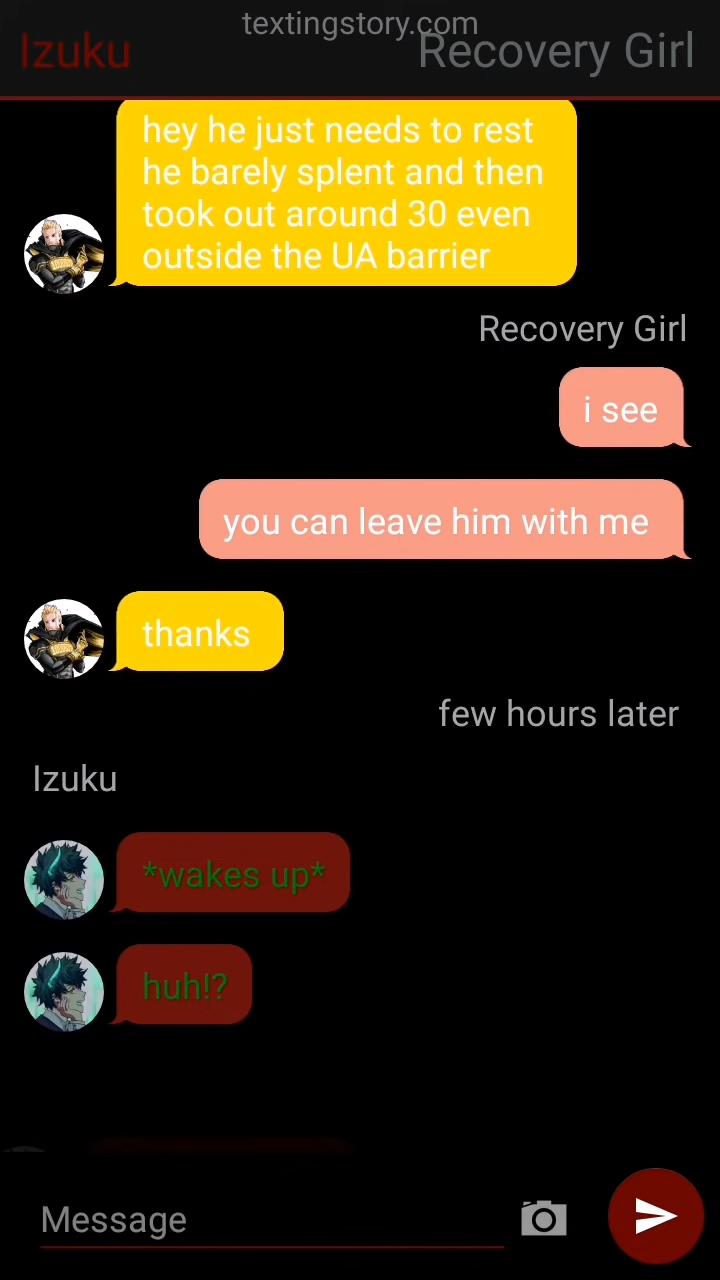 textingstory.com
Izuku
Recovery Girl
hey he just needs to rest
he barely splent and then
took out around 30 even
outside the UA barrier
Recovery Girl
i see
you can leave him with me
thanks
few hours later
Izuku
*wakes up*
huh!?
Message